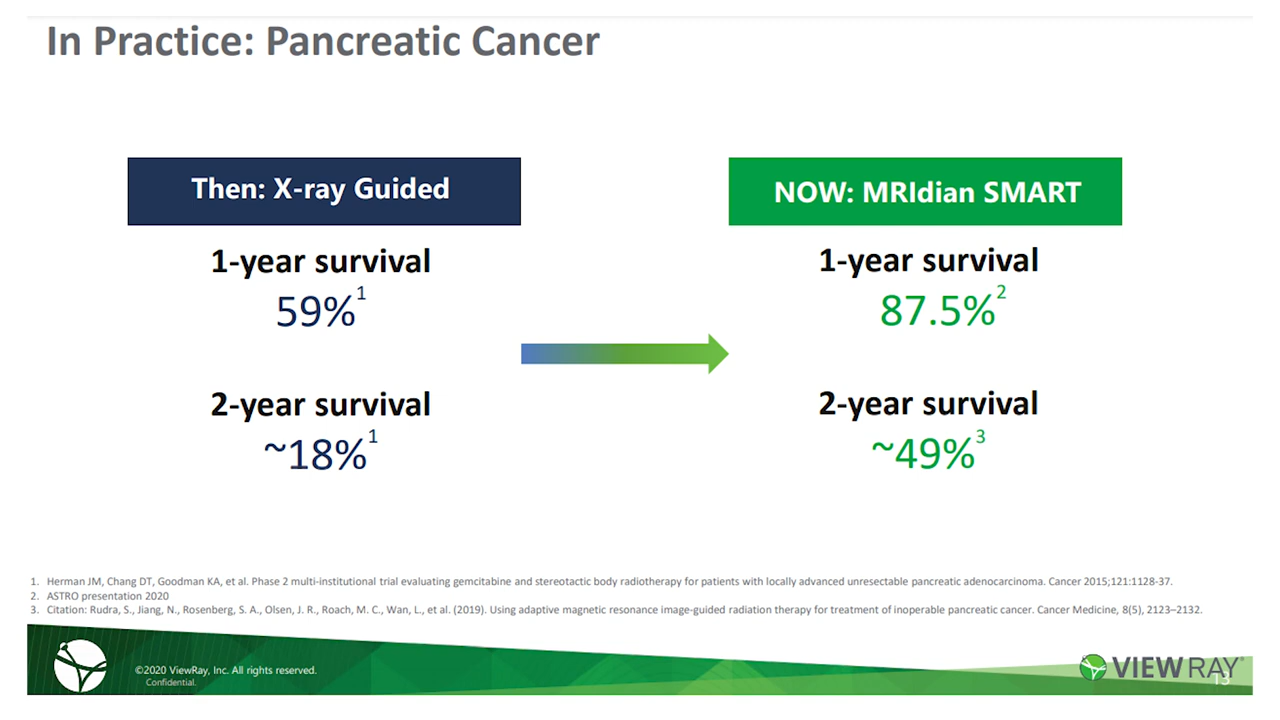 In Practice: Pancreatic Cancer
Then: X-ray Guided
1-year survival
59%1
2-year survival
~18%1
NOW: MRIdian SMART
1-year survival
87.5%2
2-year survival
~49%3
1. Herman JM, Chang DT, Goodman KA, et al. Phase 2 multi-institutional trial evaluating gemcitabine and stereotactic body radiotherapy for patients with locally advanced unresectable pancreatic adenocarcinoma. Cancer 2015;121:1128-37.
2. ASTRO presentation 2020
3. Citation: Rudra, S., Jiang, N., Rosenberg, S. A., Olsen, J. R., Roach, M. C., Wan, L., et al. (2019). Using adaptive magnetic resonance image-guided radiation therapy for treatment of inoperable pancreatic cancer. Cancer Medicine, 8(5), 2123–2132.
©2020 ViewRay, Inc. All rights reserved.
Confidential.
VIEWRAY®
13